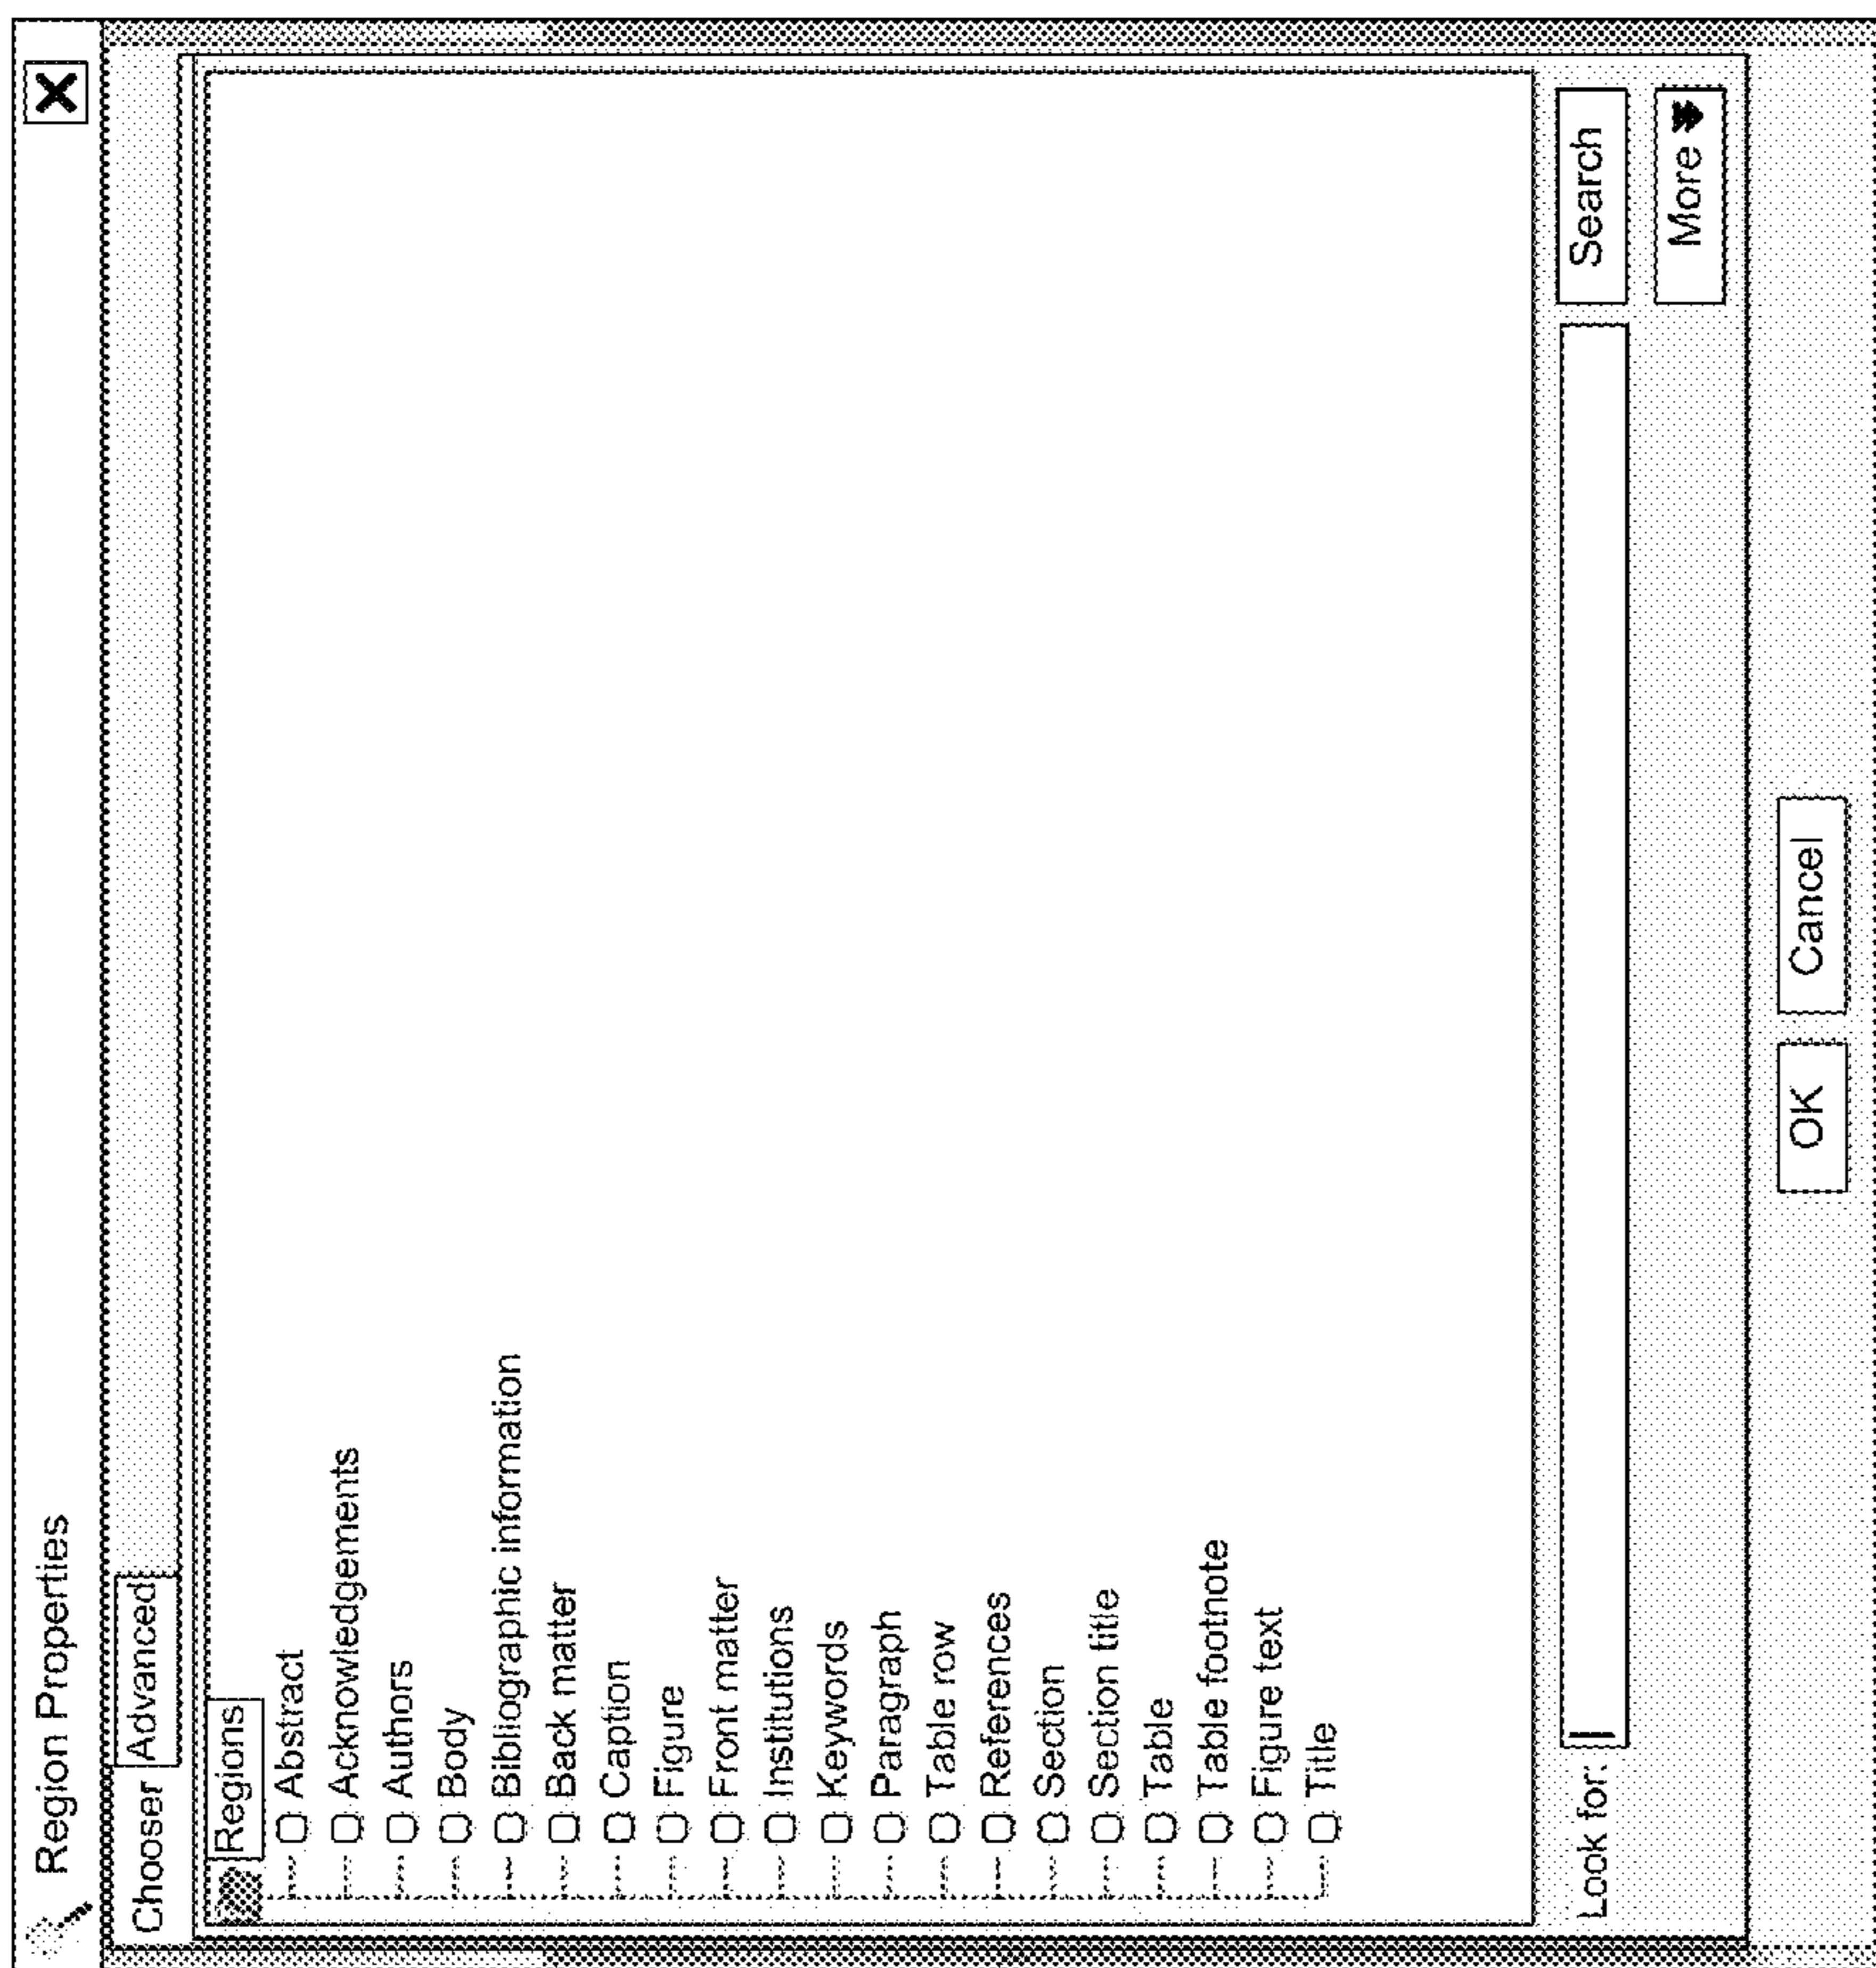 Region Properties
Chooser Advanced
Regions
Abstract
Acknowledgements
Authors
Body
Bibliographic information
Back matter
Caption
Figure
Front matter
Institutions
Keywords
Paragraph
Table row
References
Section
Section title
Table
Table footnote
Figure text
Title
Look for: Search
More
OK Cancel